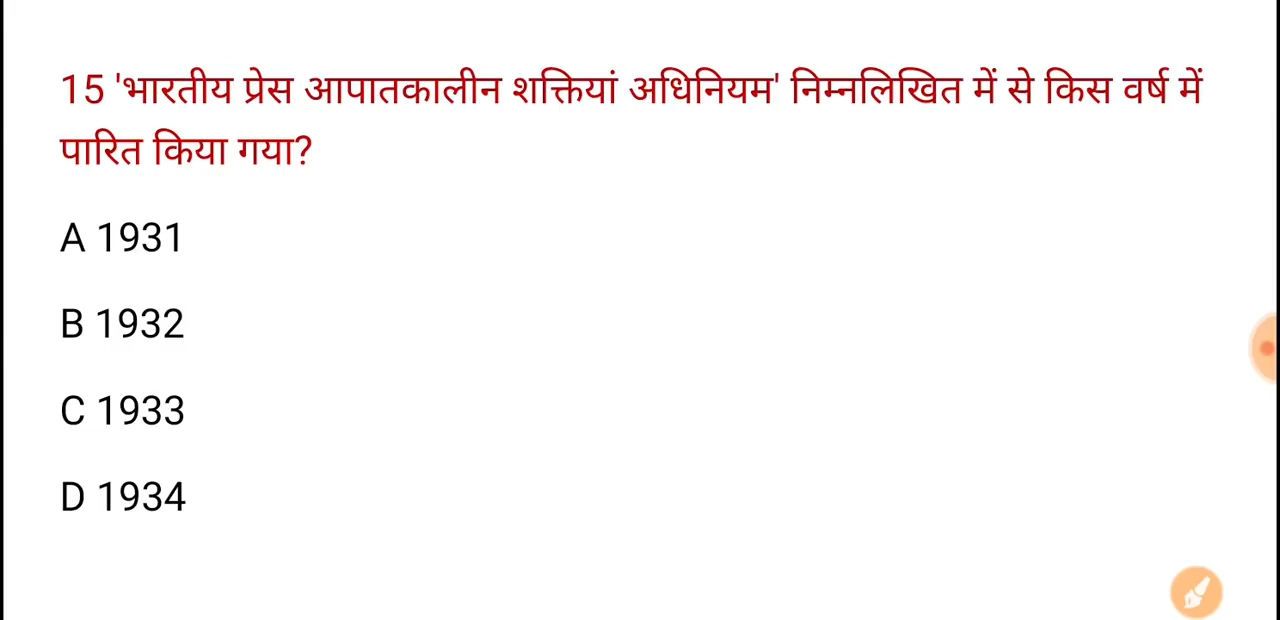 15 'भारतीय प्रेस आपातकालीन शक्तियां अधिनियम' निम्नलिखित में से किस वर्ष में
पारित किया गया?
A 1931
B 1932
C 1933
D 1934